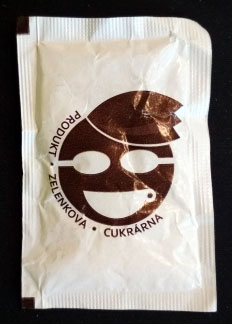 PRODUKT • ZELENKOVA • CUKRÁRNA